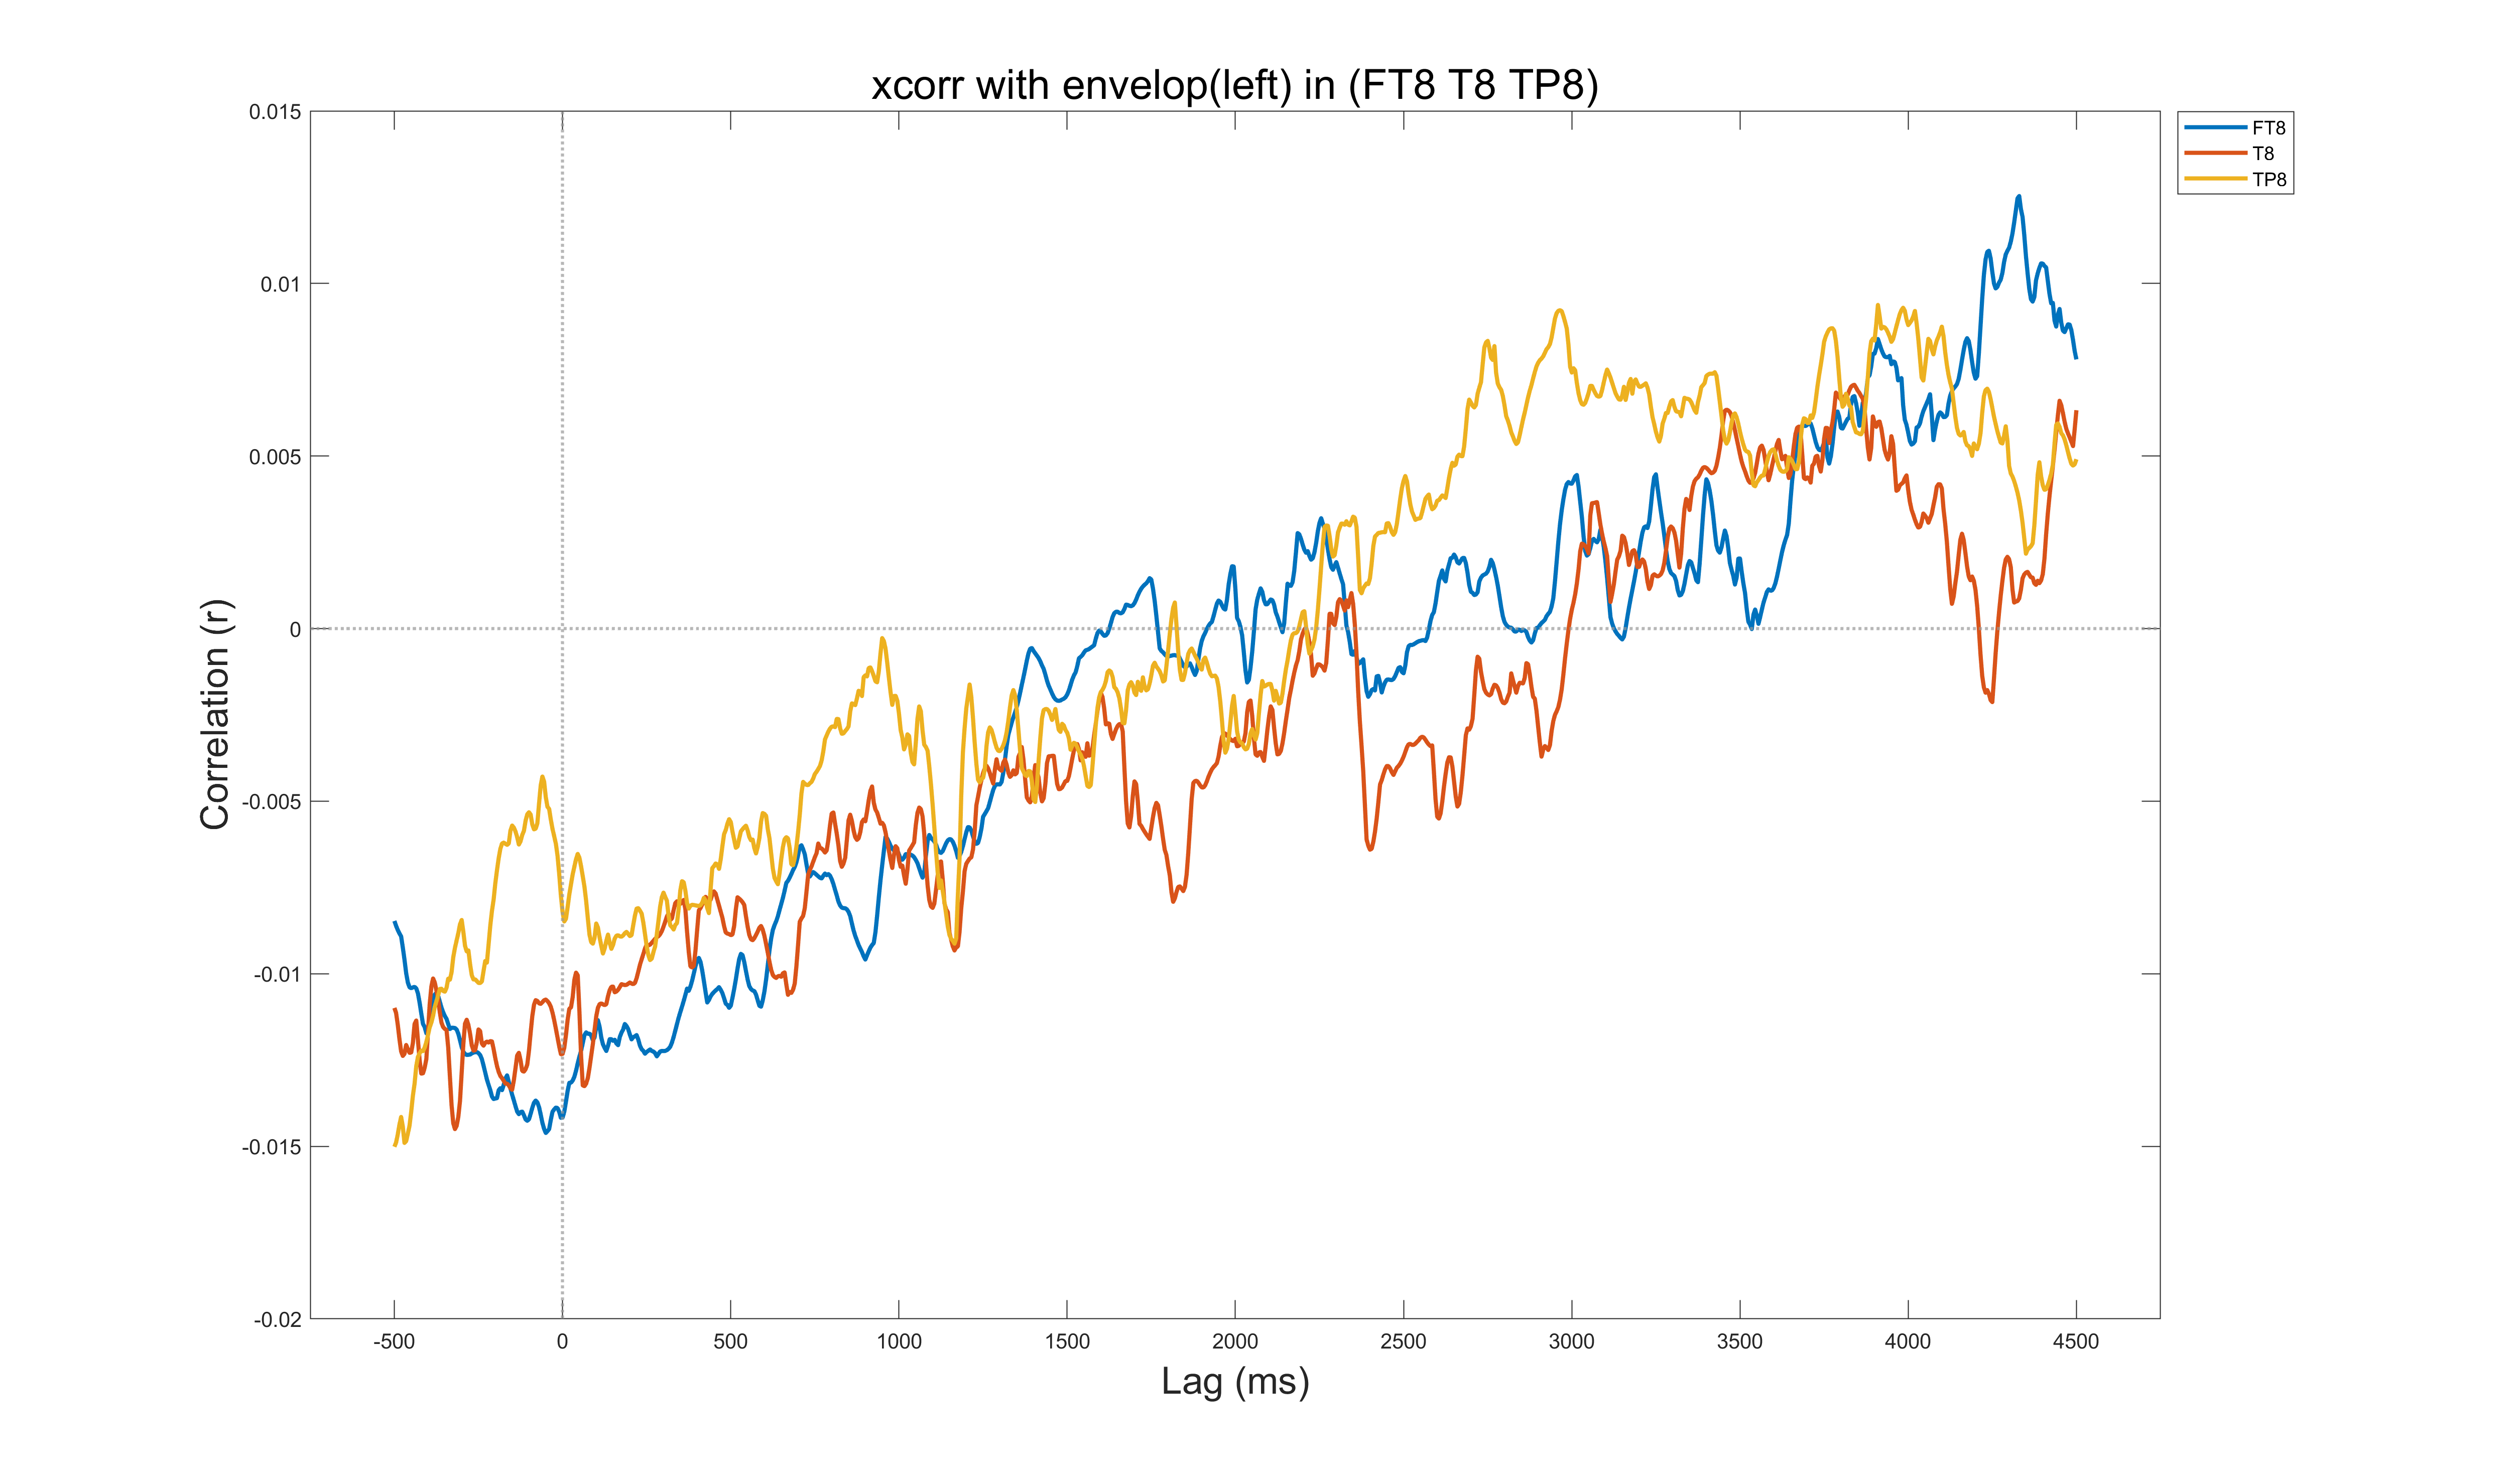 xcorr with envelop(left) in (FT8 T8 TP8)
FT8
T8
TP8
0.015
0.01
0.005
0
-0.005
-0.01
-0.015
-0.02
Correlation (r)
-500 0 500 1000 1500 2000 2500 3000 3500 4000 4500
Lag (ms)